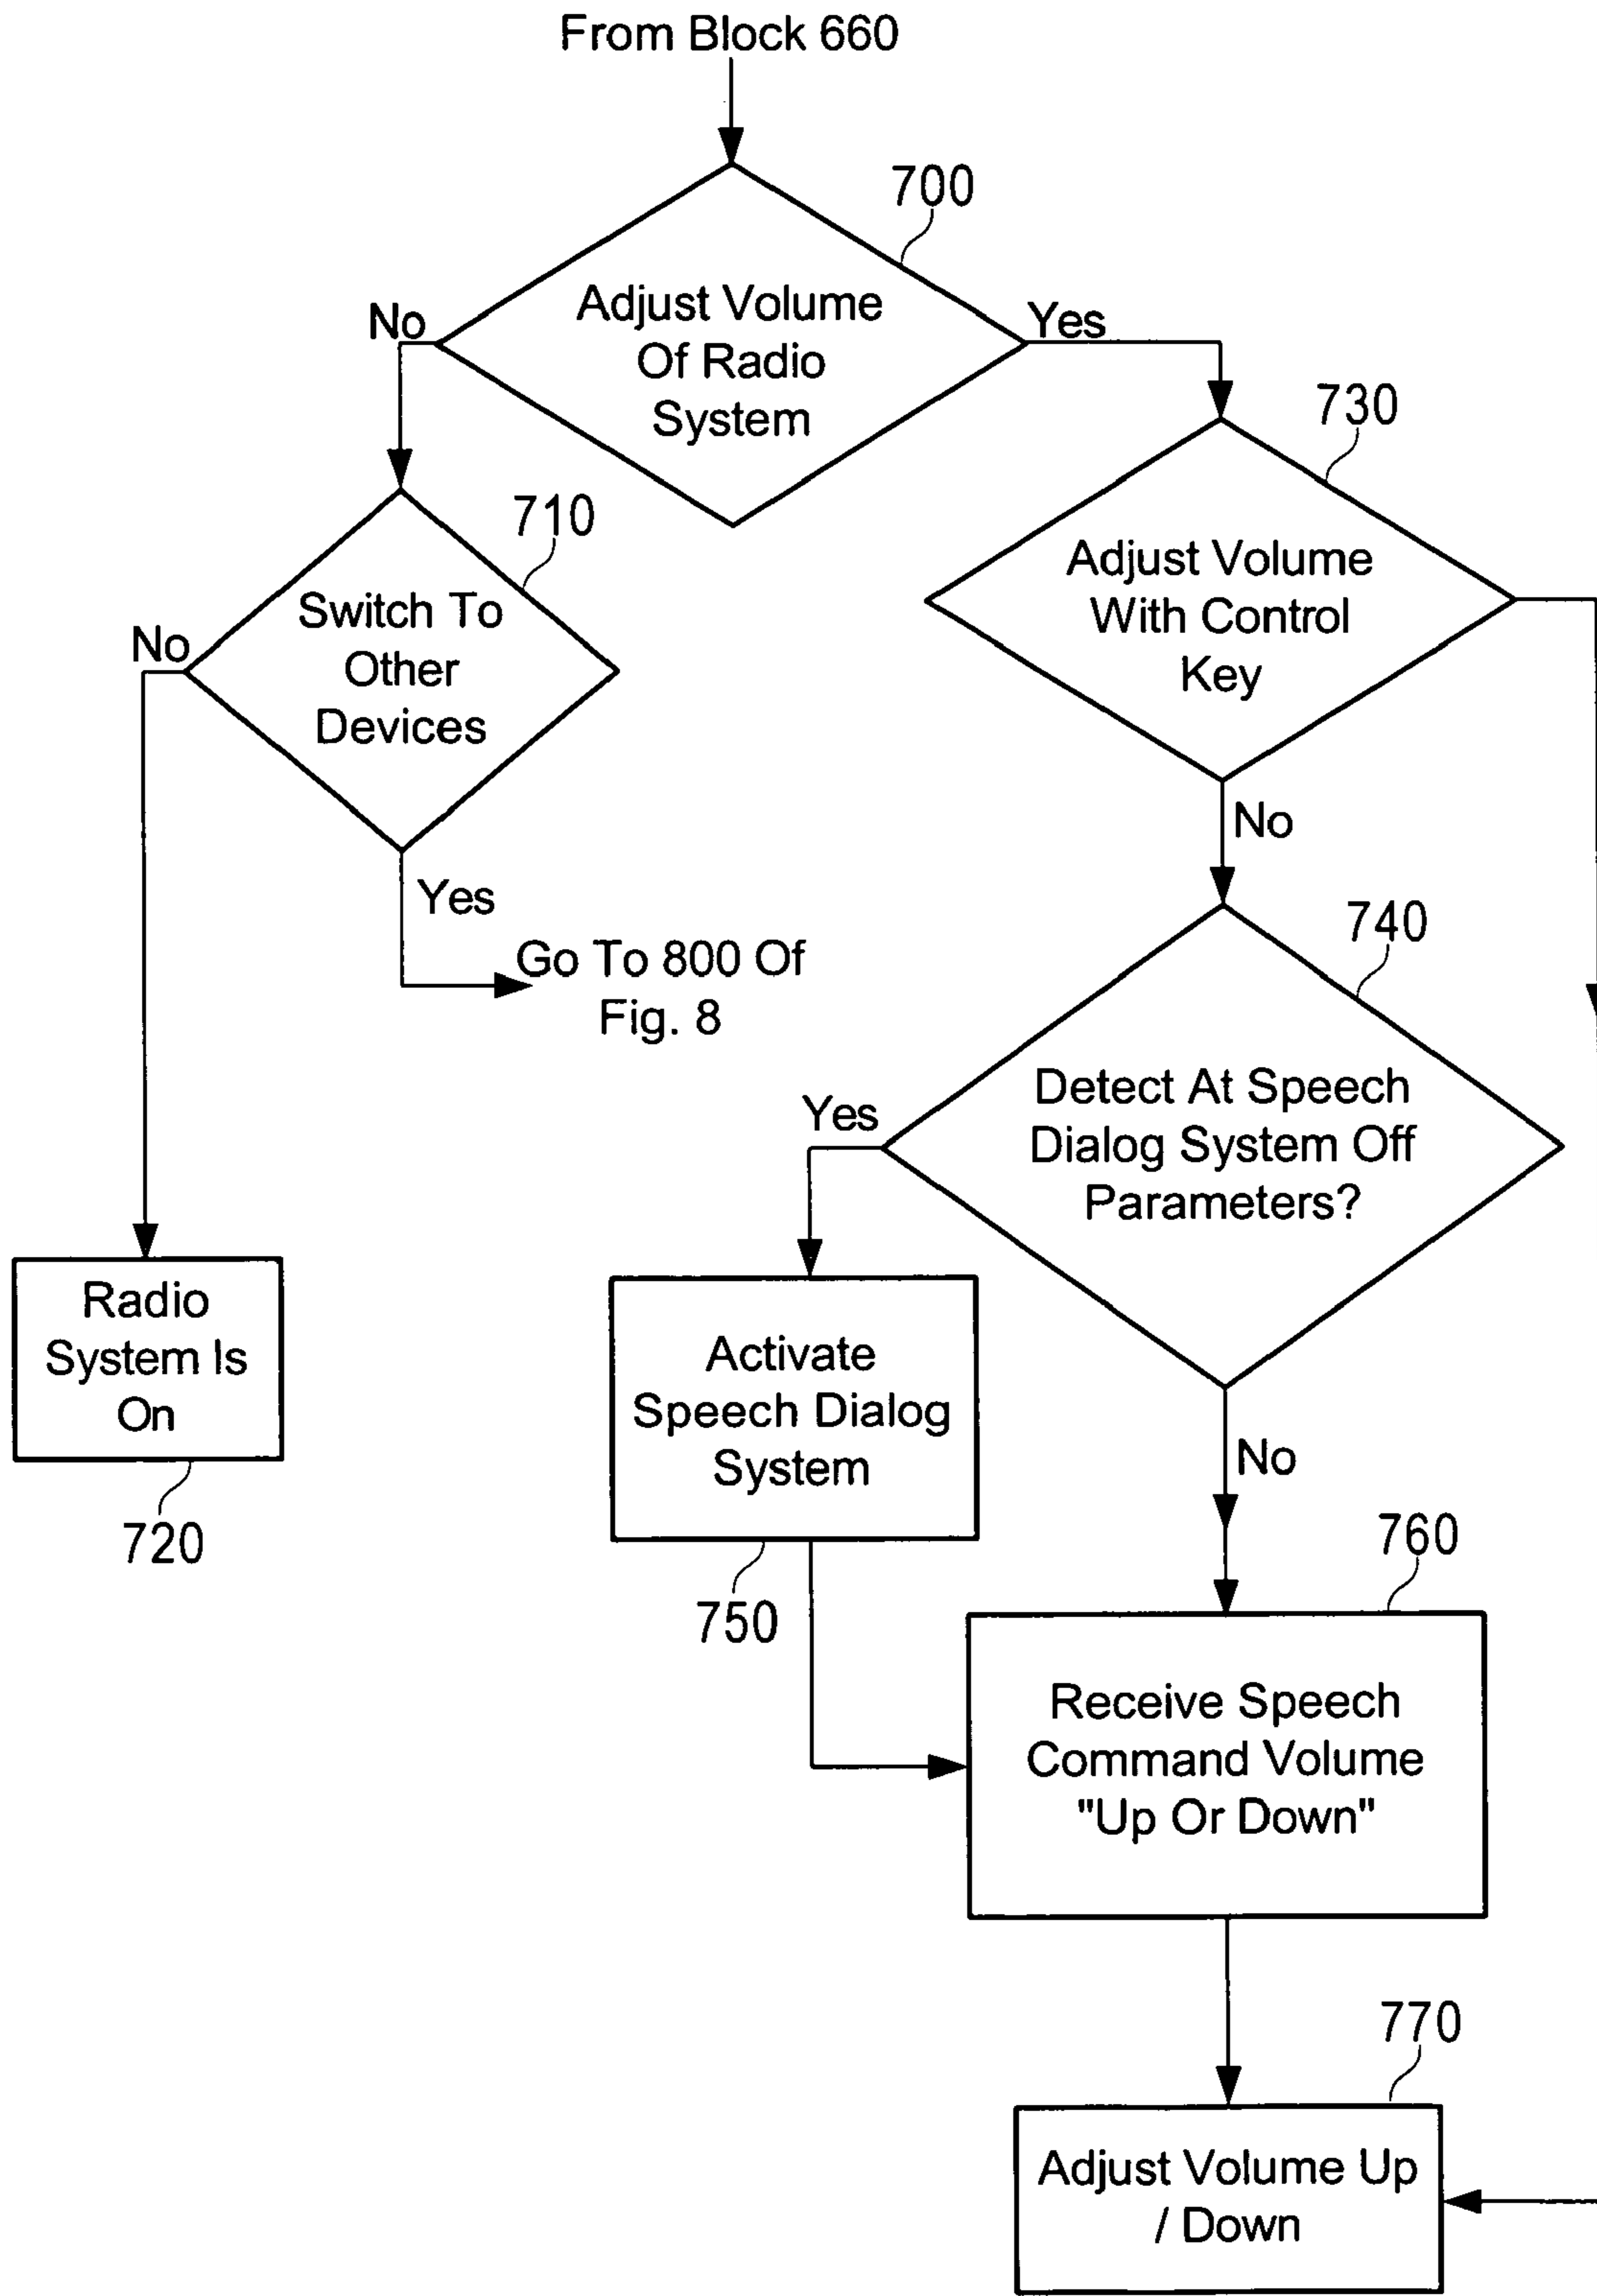 From Block 660
700
Adjust Volume
Of Radio
System
No
Yes
730
Adjust Volume
With Control
Key
710
Switch To
Other
Devices
No
Yes
Go To 800 Of
Fig. 8
No
740
Detect At Speech
Dialog System Off
Parameters?
Yes
No
Radio
System Is
On
720
Activate
Speech Dialog
System
750
760
Receive Speech
Command Volume
"Up Or Down"
770
Adjust Volume Up
/ Down